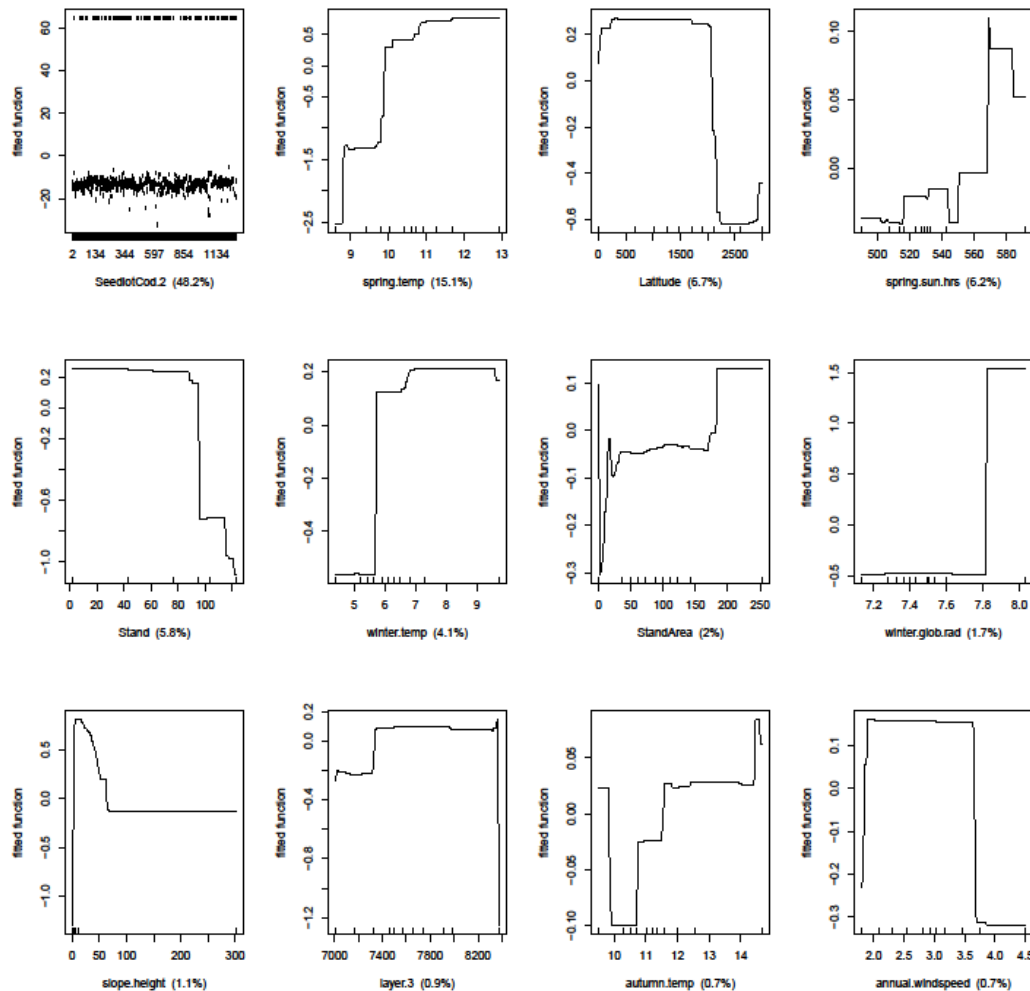 fitted function
60
40
20
0
−20
2 134 344 597 854 1134
SeedlotCod.2 (48.2%)
fitted function
0.5
−0.5
−1.5
−2.5
9 10 11 12 13
spring.temp (15.1%)
fitted function
0.2
0.0
−0.2
−0.4
−0.6
0 500 1500 2500
Latitude (6.7%)
fitted function
0.10
0.05
0.00
500 520 540 560 580
spring.sun.hrs (6.2%)
fitted function
0.2
0.0
−0.2
−0.6
−1.0
0 20 40 60 80 100
Stand (5.8%)
fitted function
0.2
0.0
−0.2
−0.4
5 6 7 8 9
winter.temp (4.1%)
fitted function
0.1
0.0
−0.1
−0.2
−0.3
0 50 100 150 200 250
StandArea (2%)
fitted function
1.5
1.0
0.5
0.0
−0.5
7.2 7.4 7.6 7.8 8.0
winter.glob.rad (1.7%)
fitted function
0.5
0.0
−0.5
−1.0
0 50 100 200 300
slope.height (1.1%)
fitted function
0.2
0.0
−0.4
−0.8
−1.2
7000 7400 7800 8200
layer.3 (0.9%)
fitted function
0.05
0.00
−0.05
−0.10
10 11 12 13 14
autumn.temp (0.7%)
fitted function
0.1
0.0
−0.1
−0.2
−0.3
2.0 2.5 3.0 3.5 4.0 4.5
annual.windspeed (0.7%)